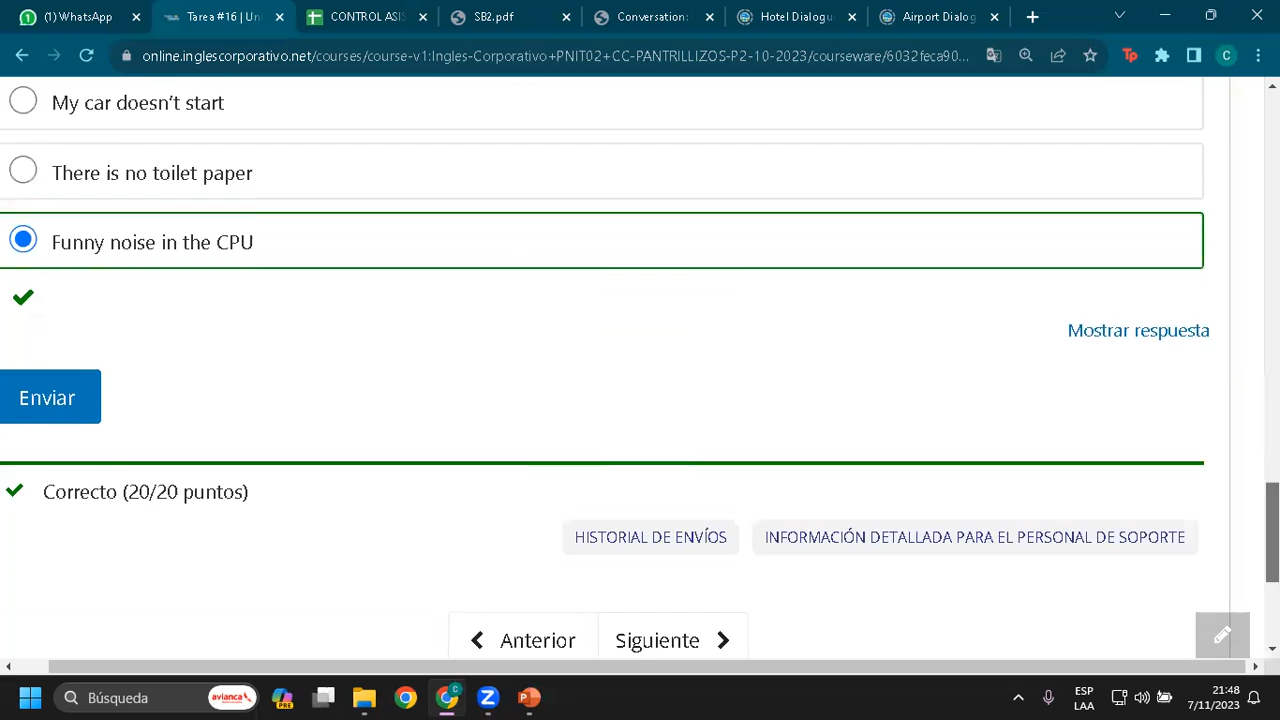 (1) WhatsApp
Tarea #16 | Uni
CONTROL ASIS
SB2.pdf
Conversation:
Hotel Dialogu
Airport Dialog
online.inglescorporativo.net/courses/course-v1:Ingles-Corporativo+PNIT02+CC-PANTRILLIZOS-P2-10-2023/courseware/6032feca90...
Tp
C
My car doesn’t start
There is no toilet paper
Funny noise in the CPU
Mostrar respuesta
Enviar
Correcto (20/20 puntos)
HISTORIAL DE ENVÍOS
INFORMACIÓN DETALLADA PARA EL PERSONAL DE SOPORTE
Anterior
Siguiente
Búsqueda
avianca
PRE
C
ESP
LAA
21:48
7/11/2023